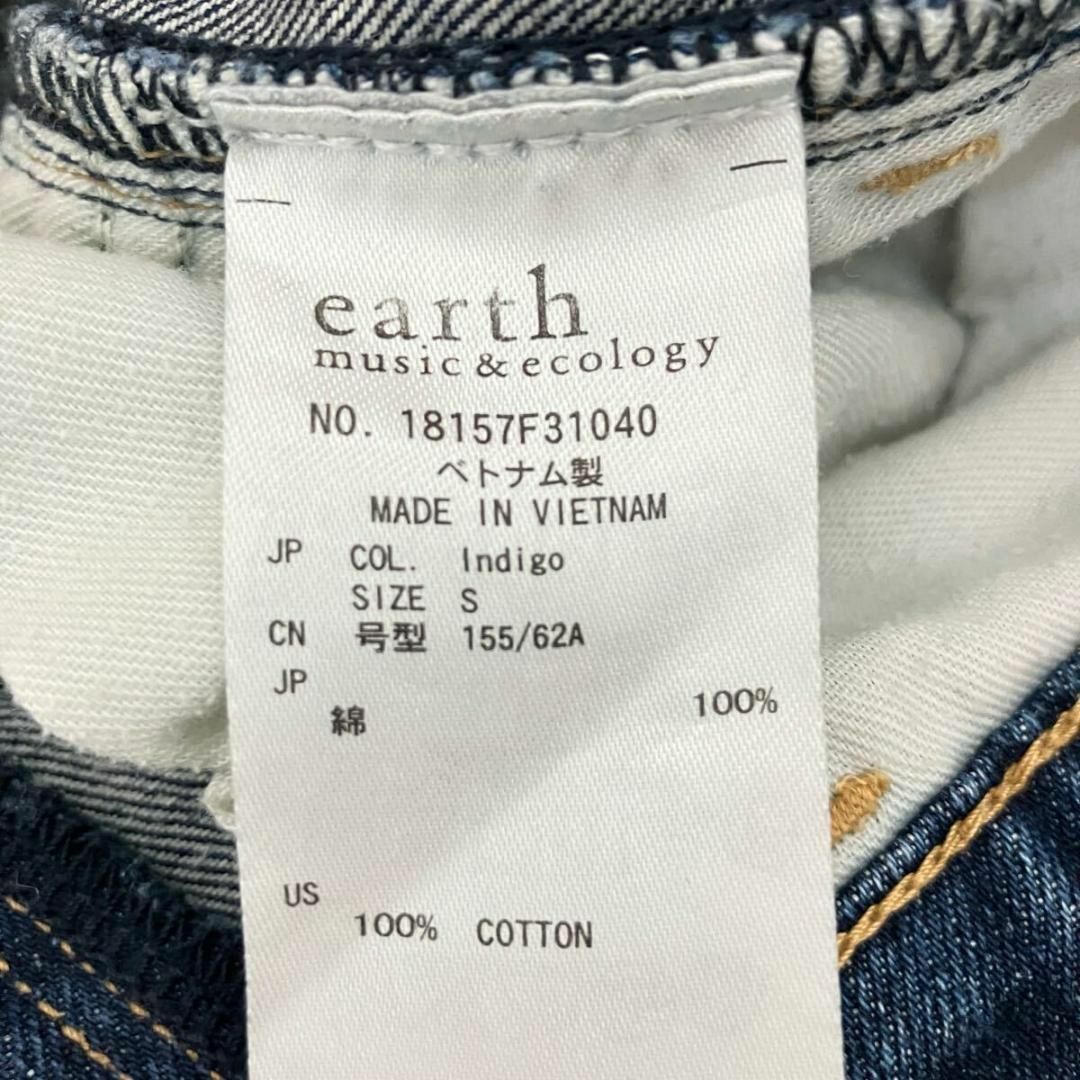 earth
music & ecology
NO. 18157F31040
ベトナム製
MADE IN VIETNAM
JP COL. Indigo
SIZE S
CN 号型 155/62A
JP
綿 100%
US
100% COTTON